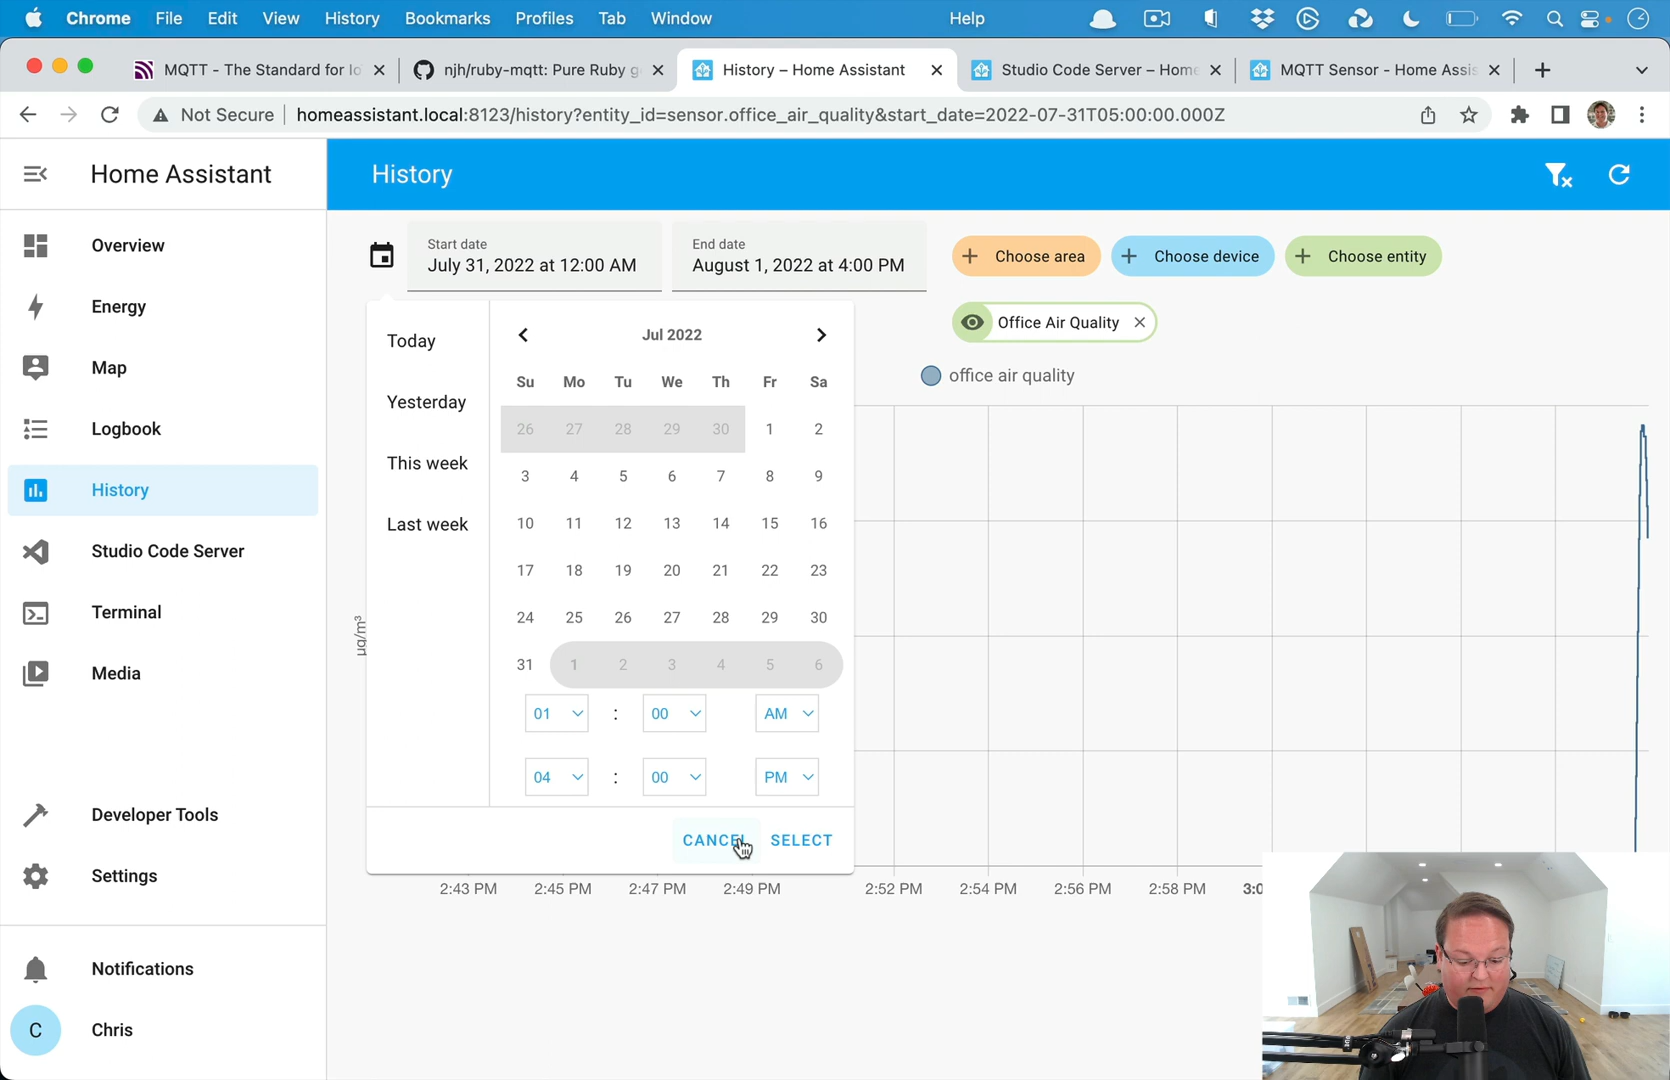 Chrome File Edit View History Bookmarks Profiles Tab Window Help
MQTT - The Standard for Io
njh/ruby-mqtt: Pure Ruby g
History – Home Assistant
Studio Code Server – Home
MQTT Sensor - Home Assis
Not Secure homeassistant.local:8123/history?entity_id=sensor.office_air_quality&start_date=2022-07-31T05:00:00.000Z
Home Assistant
History
Overview
Energy
Map
Logbook
History
Studio Code Server
Terminal
Media
Developer Tools
Settings
Notifications
C Chris
Start date
July 31, 2022 at 12:00 AM
End date
August 1, 2022 at 4:00 PM
Choose area
Choose device
Choose entity
Office Air Quality
office air quality
Today
Yesterday
This week
Last week
Jul 2022
Su Mo Tu We Th Fr Sa
26 27 28 29 30 1 2
3 4 5 6 7 8 9
10 11 12 13 14 15 16
17 18 19 20 21 22 23
24 25 26 27 28 29 30
31 1 2 3 4 5 6
01 : 00 AM
04 : 00 PM
CANCEL SELECT
µg/m³
2:43 PM 2:45 PM 2:47 PM 2:49 PM 2:52 PM 2:54 PM 2:56 PM 2:58 PM 3:0